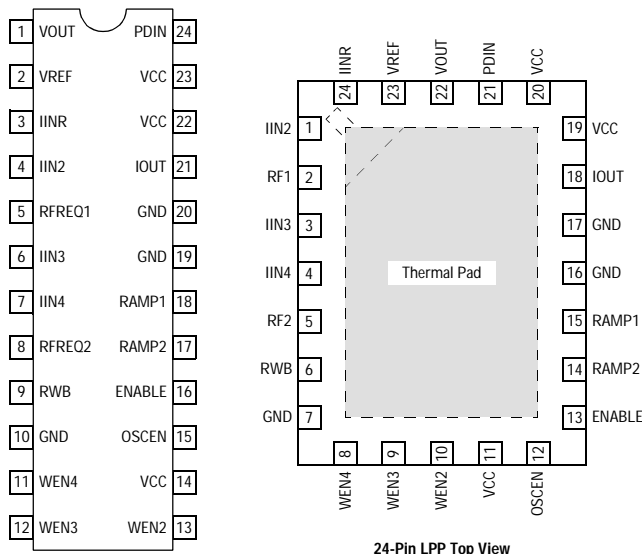 1 VOUT PDIN 24
2 VREF VCC 23
3 IINR VCC 22
4 IIN2 IOUT 21
5 RFREQ1 GND 20
6 IIN3 GND 19
7 IIN4 RAMP1 18
8 RFREQ2 RAMP2 17
9 RWB ENABLE 16
10 GND OSCEN 15
11 WEN4 VCC 14
12 WEN3 WEN2 13
IINR VREF VOUT PDIN VCC
24 23 22 21 20
IIN2 1 19 VCC
RF1 2 18 IOUT
IIN3 3 17 GND
IIN4 4 Thermal Pad 16 GND
RF2 5 15 RAMP1
RWB 6 14 RAMP2
GND 7 13 ENABLE
8 9 10 11 12
WEN4 WEN3 WEN2 VCC OSCEN
24-Pin LPP Top View